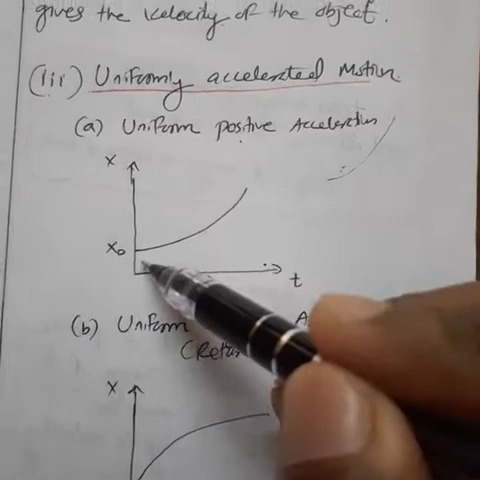 gives the velocity of the object.
(iii) Uniformly accelerated Motion.
(a) Uniform positive Acceleration
x
x₀
t
(b) Uniform
x